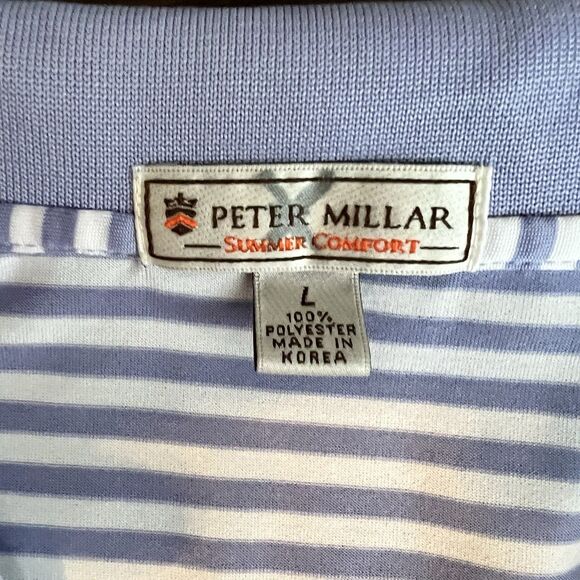 PETER MILLAR
SUMMER COMFORT
L
100%
POLYESTER
MADE IN
KOREA